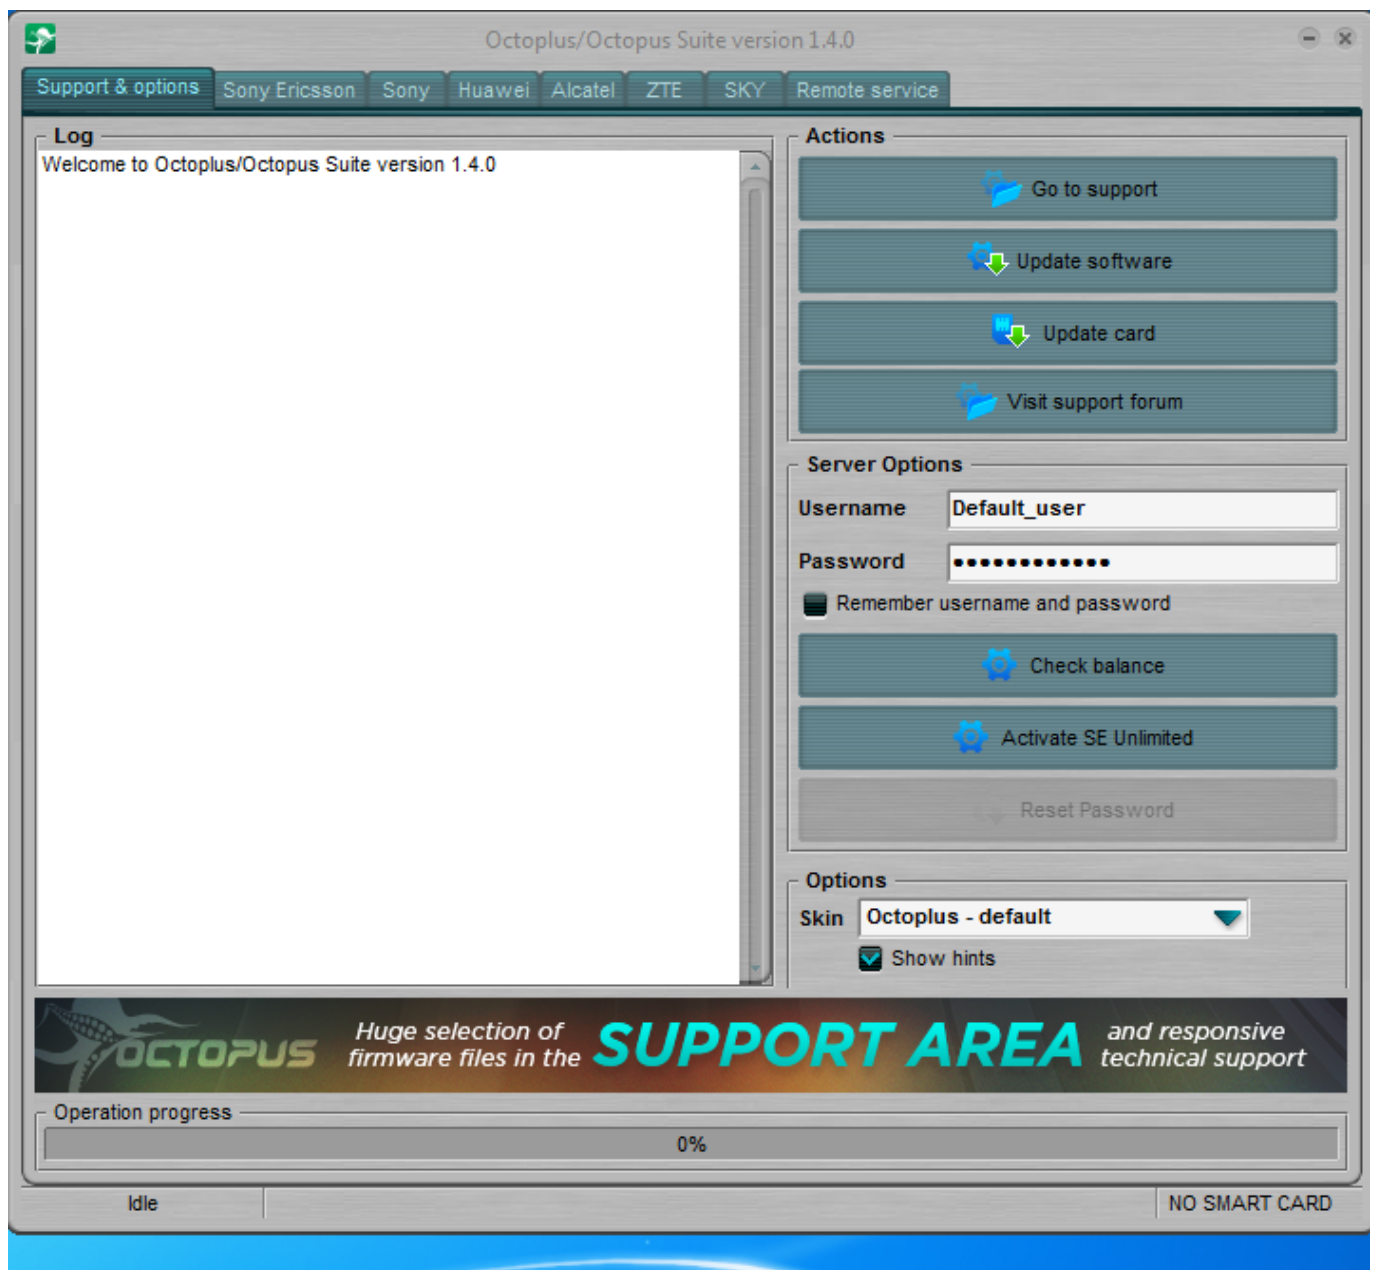 Octoplus/Octopus Suite version 1.4.0
Support & options
Sony Ericsson
Sony
Huawei
Alcatel
ZTE
SKY
Remote service
Log
Welcome to Octoplus/Octopus Suite version 1.4.0
Actions
Go to support
Update software
Update card
Visit support forum
Server Options
Username
Default_user
Password
●●●●●●●●●●●●
Remember username and password
Check balance
Activate SE Unlimited
Reset Password
Options
Skin
Octoplus - default
Show hints
OCTOPUS
Huge selection of
firmware files in the
SUPPORT AREA
and responsive
technical support
Operation progress
0%
Idle
NO SMART CARD